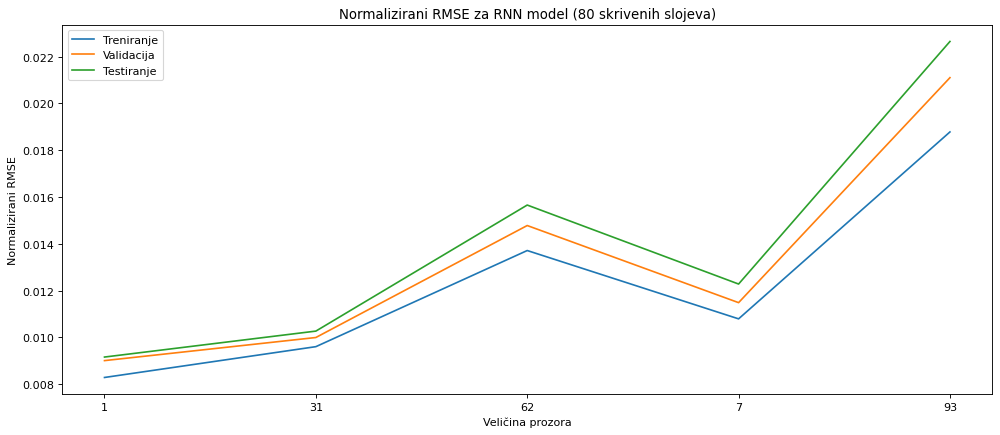 Normalizirani RMSE za RNN model (80 skrivenih slojeva)
Treniranje
Validacija
Testiranje
Normalizirani RMSE
0.022
0.020
0.018
0.016
0.014
0.012
0.010
0.008
1 31 62 7 93
Veličina prozora